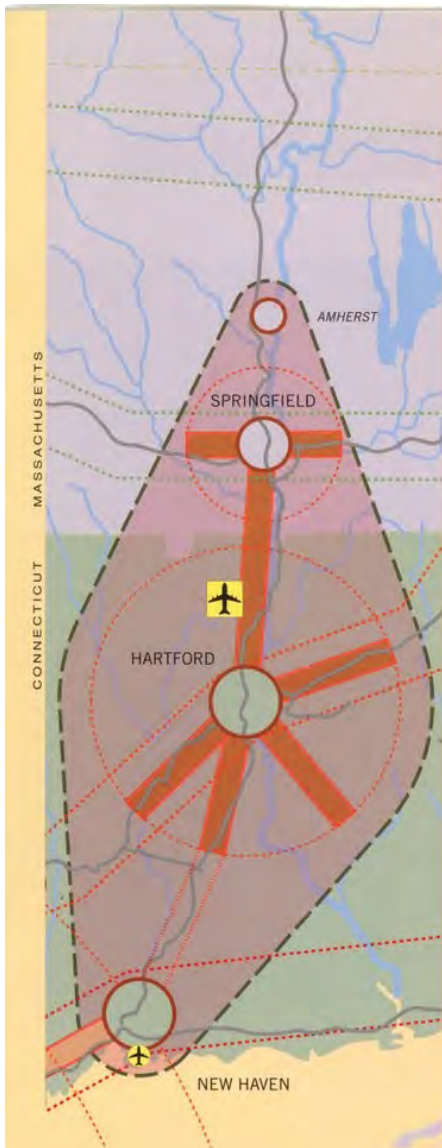 AMHERST
SPRINGFIELD
MASSACHUSETTS
CONNECTICUT
HARTFORD
NEW HAVEN